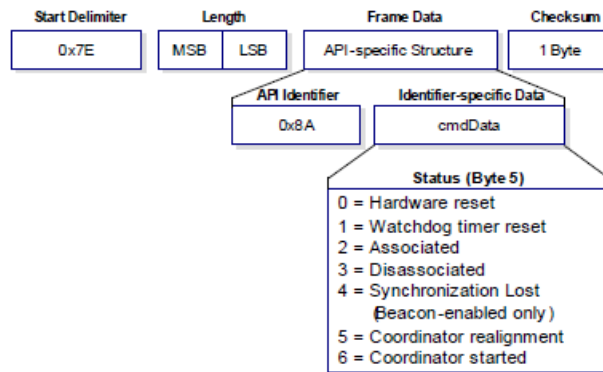 Start Delimiter Length Frame Data Checksum
0x7E MSB LSB API-specific Structure 1 Byte
API Identifier Identifier-specific Data
0x8A cmdData
Status (Byte 5)
0 = Hardware reset
1 = Watchdog timer reset
2 = Associated
3 = Disassociated
4 = Synchronization Lost
(Beacon-enabled only)
5 = Coordinator realignment
6 = Coordinator started